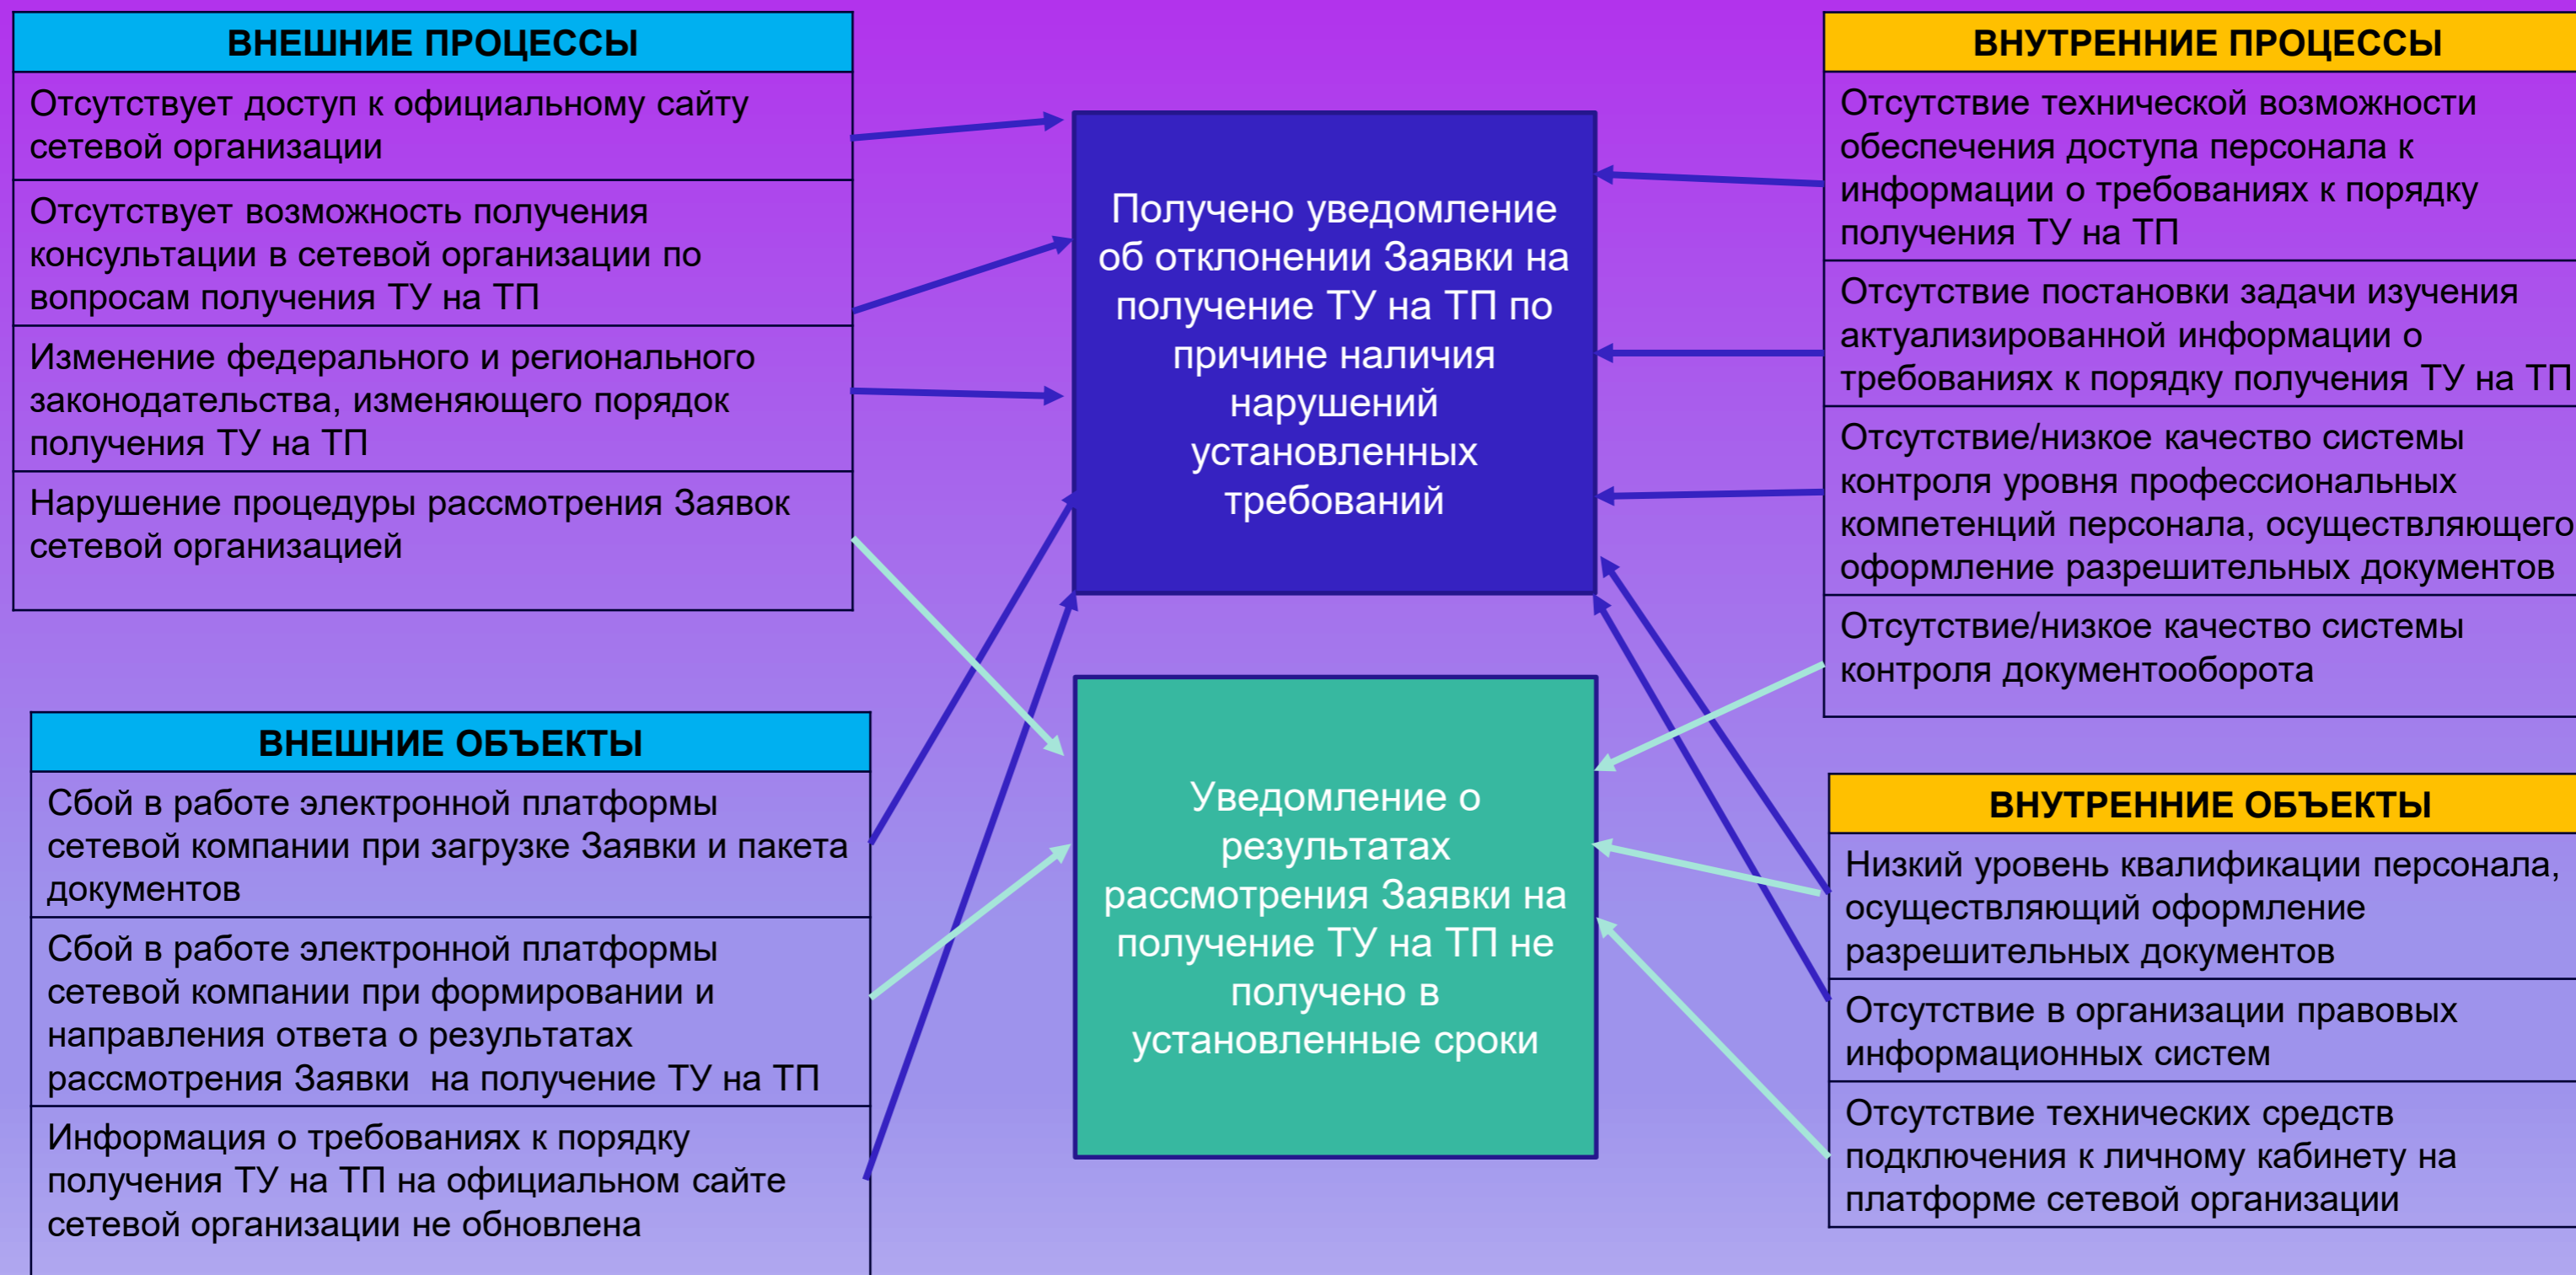 ВНЕШНИЕ ПРОЦЕССЫ
Отсутствует доступ к официальному сайту
сетевой организации
Отсутствует возможность получения
консультации в сетевой организации по
вопросам получения ТУ на ТП
Изменение федерального и регионального
законодательства, изменяющего порядок
получения ТУ на ТП
Нарушение процедуры рассмотрения Заявок
сетевой организацией
ВНЕШНИЕ ОБЪЕКТЫ
Сбой в работе электронной платформы
сетевой компании при загрузке Заявки и пакета
документов
Сбой в работе электронной платформы
сетевой компании при формировании и
направления ответа о результатах
рассмотрения Заявки на получение ТУ на ТП
Информация о требованиях к порядку
получения ТУ на ТП на официальном сайте
сетевой организации не обновлена
Получено уведомление
об отклонении Заявки на
получение ТУ на ТП по
причине наличия
нарушений
установленных
требований
Уведомление о
результатах
рассмотрения Заявки на
получение ТУ на ТП не
получено в
установленные сроки
ВНУТРЕННИЕ ПРОЦЕССЫ
Отсутствие технической возможности
обеспечения доступа персонала к
информации о требованиях к порядку
получения ТУ на ТП
Отсутствие постановки задачи изучения
актуализированной информации о
требованиях к порядку получения ТУ на ТП
Отсутствие/низкое качество системы
контроля уровня профессиональных
компетенций персонала, осуществляющего
оформление разрешительных документов
Отсутствие/низкое качество системы
контроля документооборота
ВНУТРЕННИЕ ОБЪЕКТЫ
Низкий уровень квалификации персонала,
осуществляющий оформление
разрешительных документов
Отсутствие в организации правовых
информационных систем
Отсутствие технических средств
подключения к личному кабинету на
платформе сетевой организации